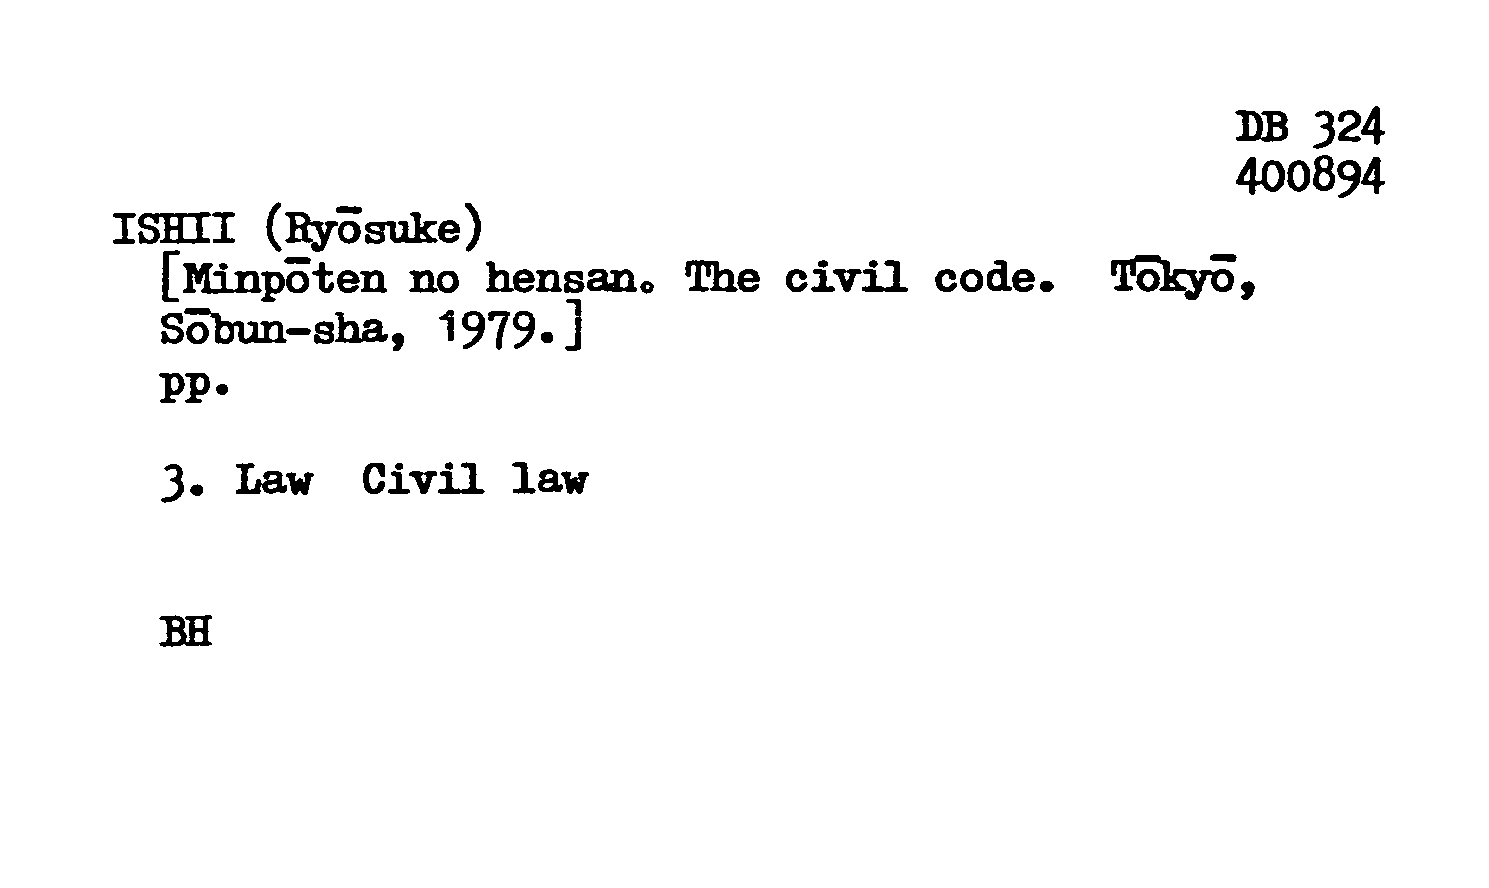 DB 324
400894
ISHII (Ryōsuke)
[Minpōten no hensan. The civil code. Tōkyō,
Sōbun-sha, 1979.]
pp.
3. Law Civil law
BH